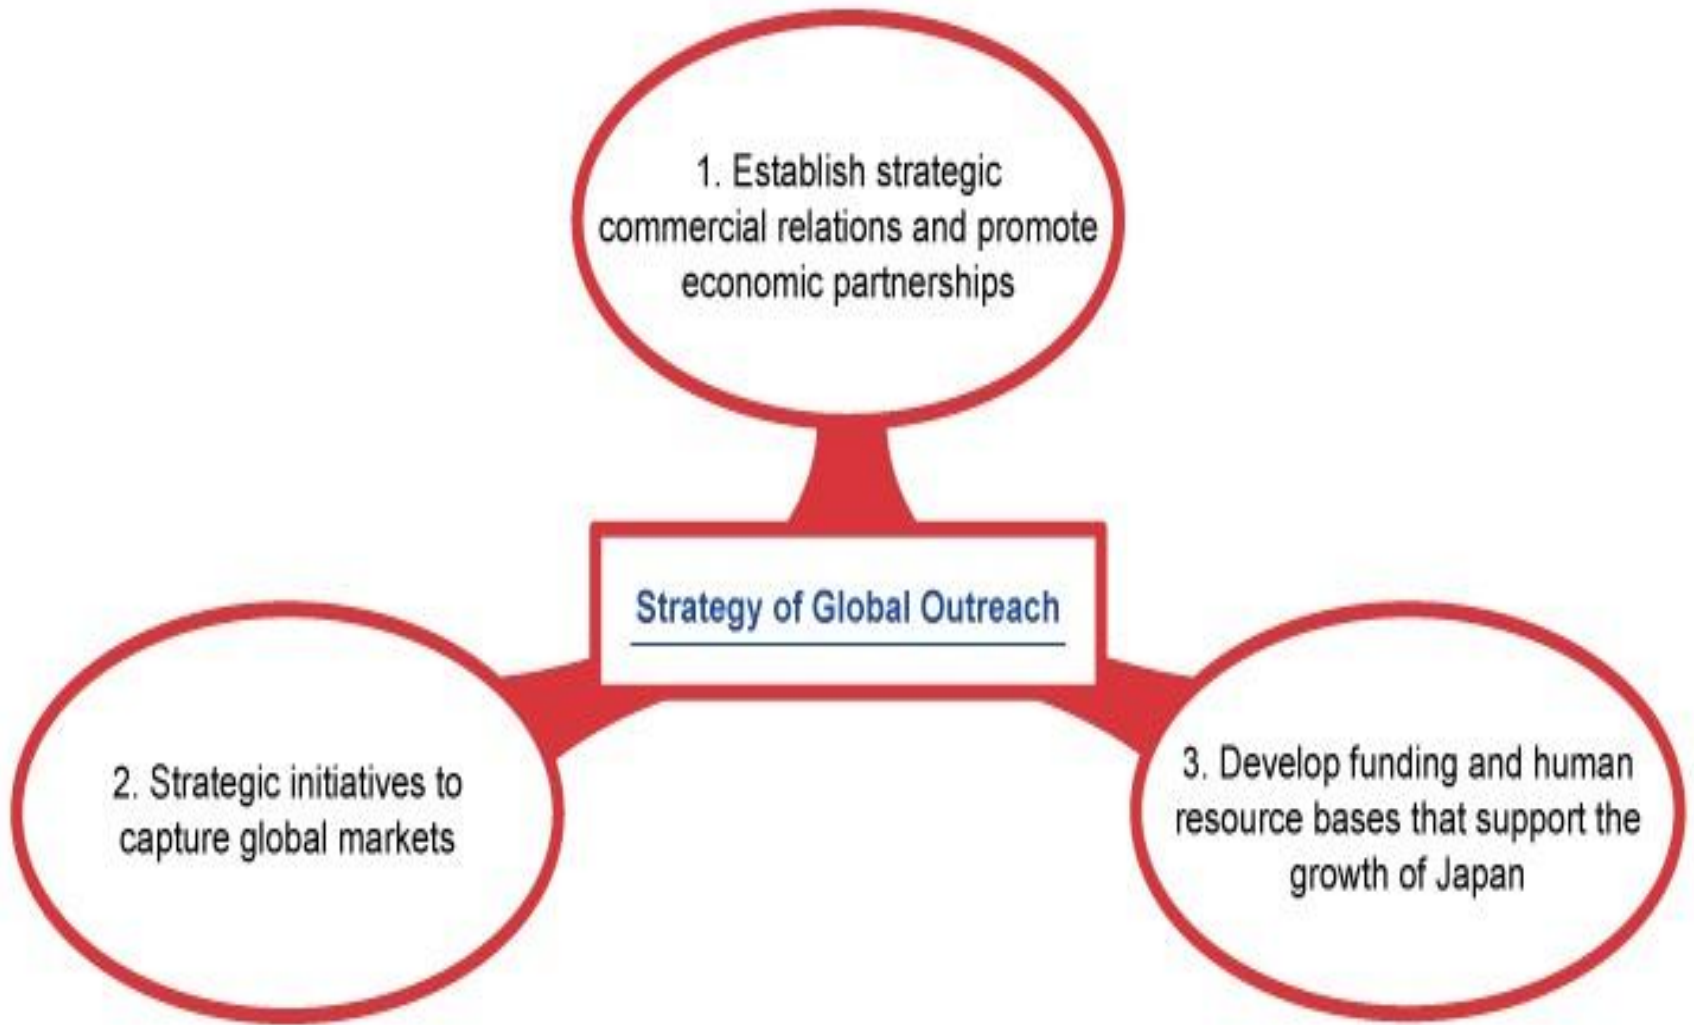 1. Establish strategic
commercial relations and promote
economic partnerships
Strategy of Global Outreach
2. Strategic initiatives to
capture global markets
3. Develop funding and human
resource bases that support the
growth of Japan